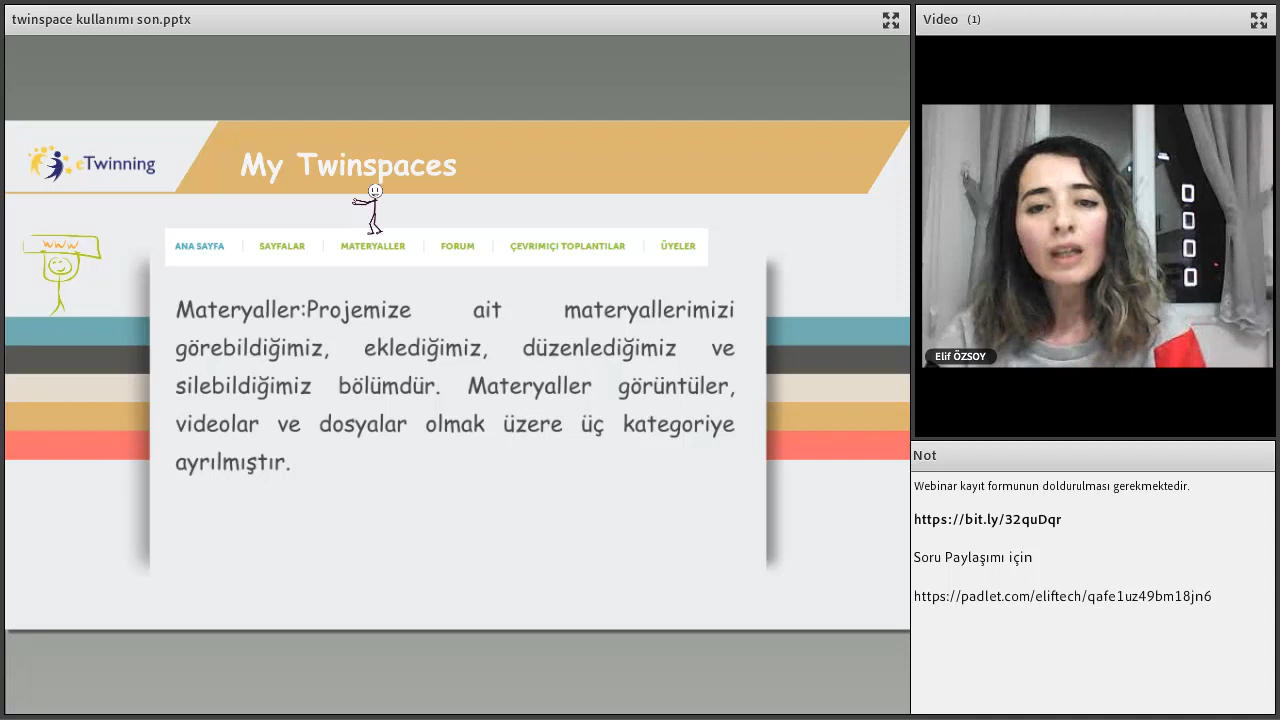 twinspace kullanımı son.pptx
eTwinning
My Twinspaces
www
ANA SAYFA
SAYFALAR
MATERYALLER
FORUM
ÇEVRIMIÇI TOPLANTILAR
ÜYELER
Materyaller:Projemize ait materyallerimizi
görebildiğimiz, eklediğimiz, düzenlediğimiz ve
silebildiğimiz bölümdür. Materyaller görüntüler,
videolar ve dosyalar olmak üzere üç kategoriye
ayrılmıştır.
Video (1)
Elif ÖZSOY
Not
Webinar kayıt formunun doldurulması gerekmektedir.
https://bit.ly/32quDqr
Soru Paylaşımı için
https://padlet.com/eliftech/qafe1uz49bm18jn6